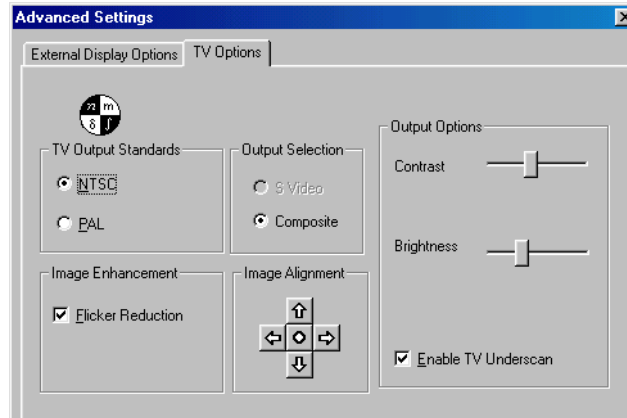 Advanced Settings
External Display Options
TV Options
n m
δ ∫
TV Output Standards
NTSC
PAL
Output Selection
S Video
Composite
Output Options
Contrast
Brightness
Enable TV Underscan
Image Enhancement
Flicker Reduction
Image Alignment